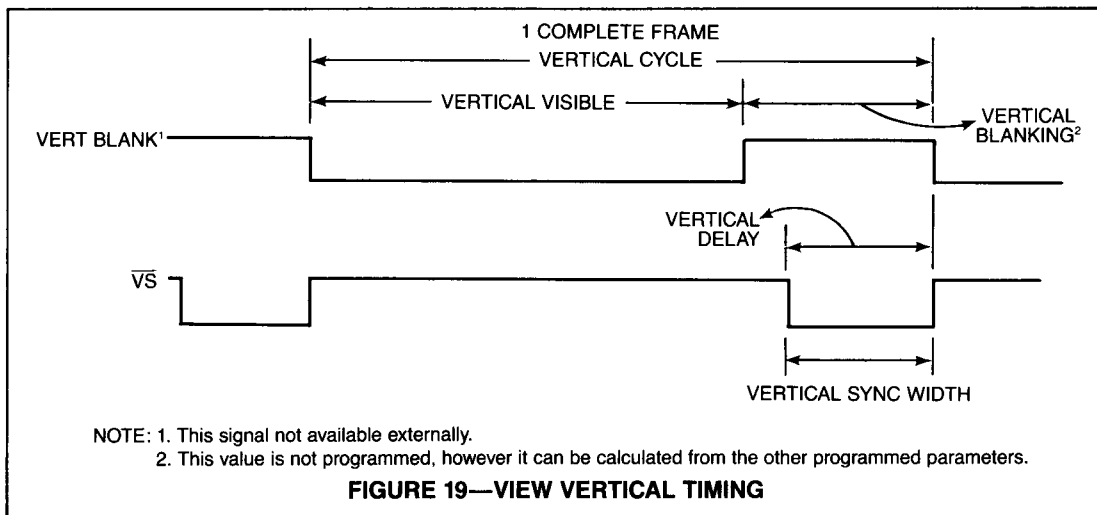 1 COMPLETE FRAME
VERTICAL CYCLE
VERTICAL VISIBLE
VERTICAL
BLANKING²
VERT BLANK¹
VERTICAL
DELAY
V̅S̅
VERTICAL SYNC WIDTH
NOTE: 1. This signal not available externally.
2. This value is not programmed, however it can be calculated from the other programmed parameters.
FIGURE 19—VIEW VERTICAL TIMING